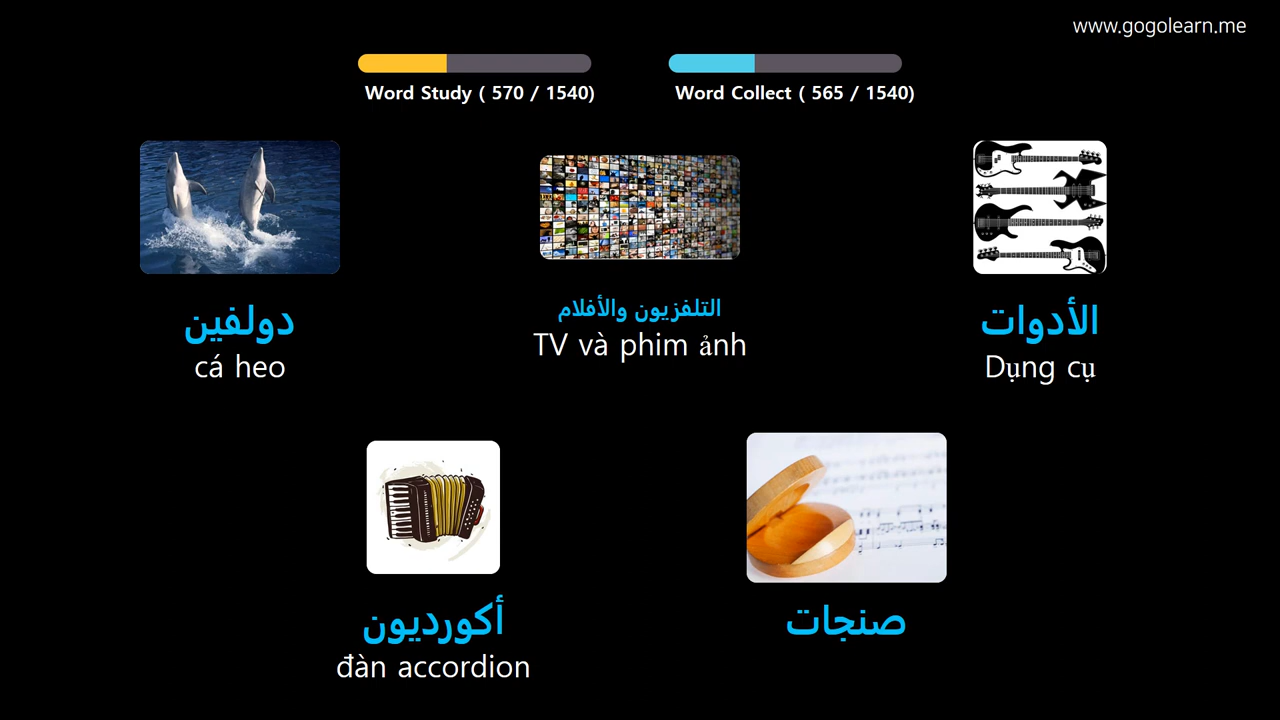 www.gogolearn.me
Word Study ( 570 / 1540)
Word Collect ( 565 / 1540)
دولفين
cá heo
التلفزيون والأفلام
TV và phim ảnh
الأدوات
Dụng cụ
أكورديون
đàn accordion
صنجات